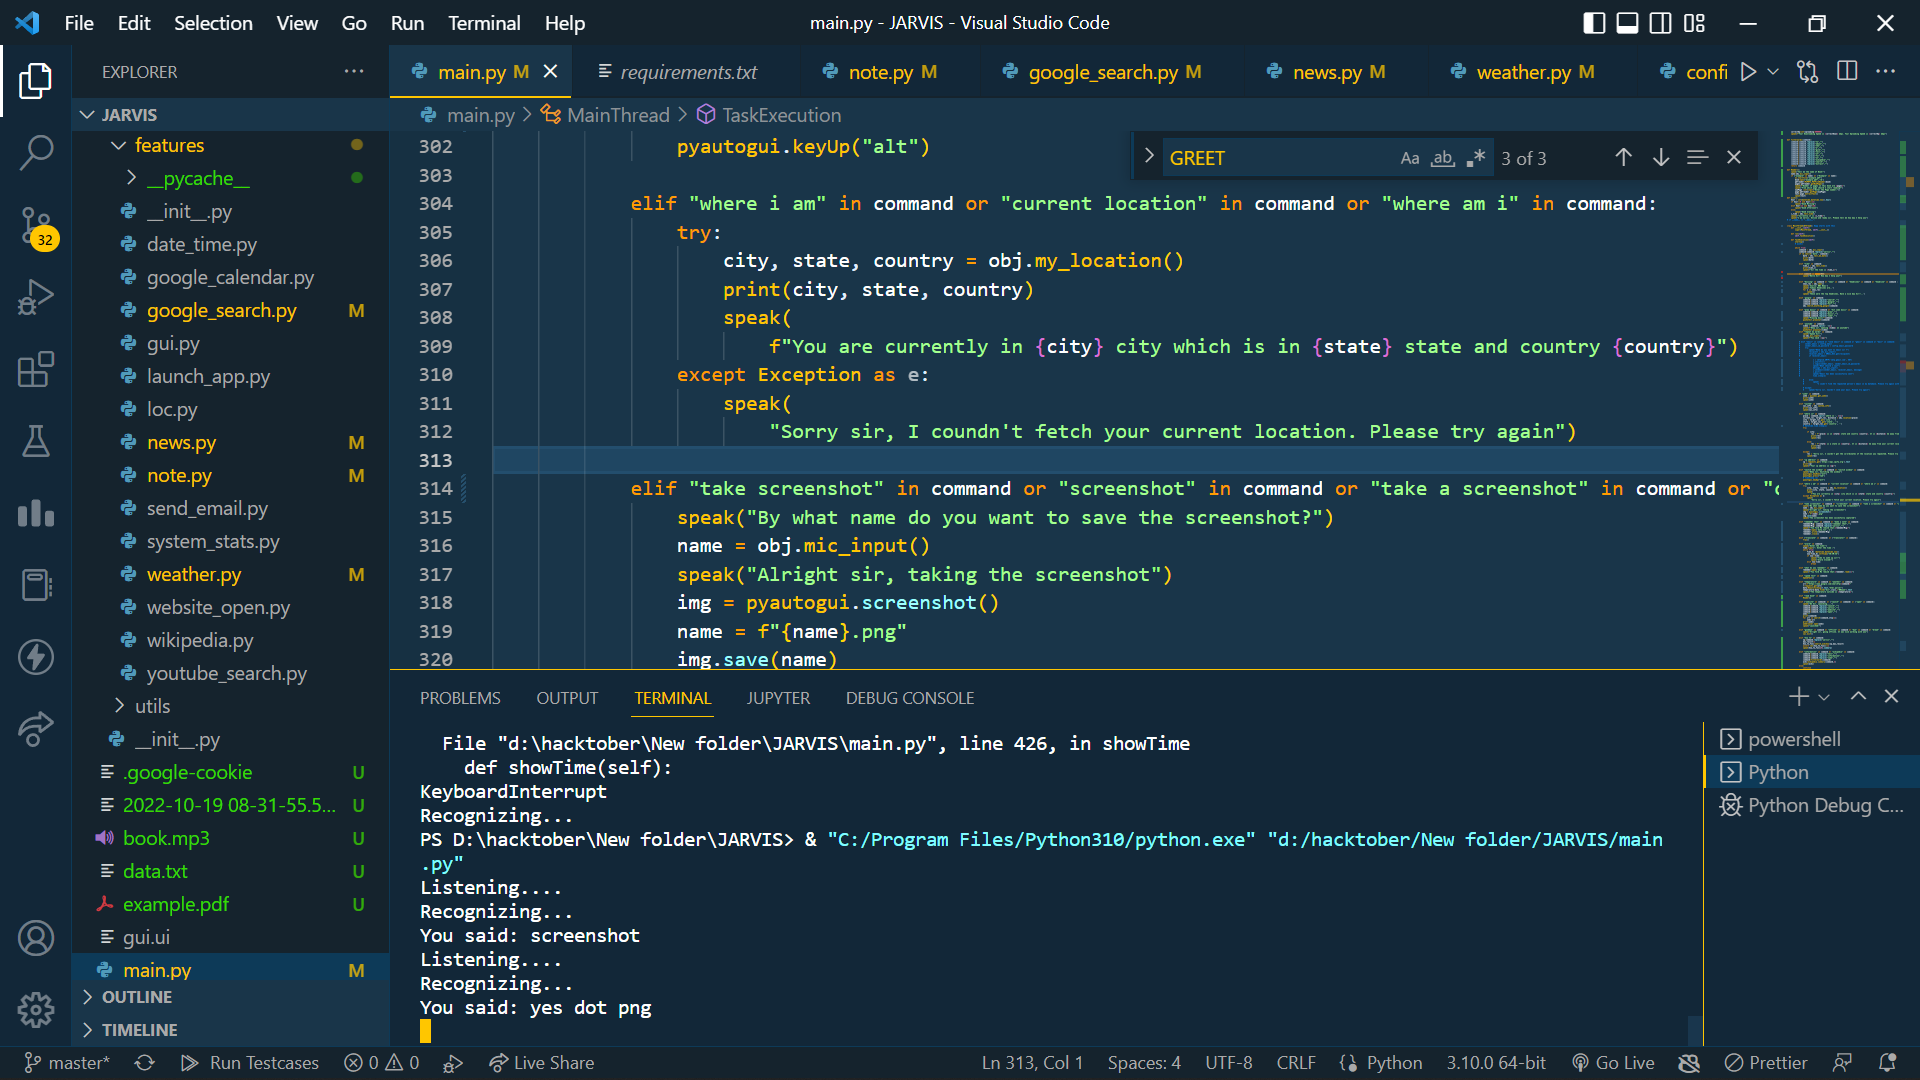 File Edit Selection View Go Run Terminal Help
main.py - JARVIS - Visual Studio Code
EXPLORER
JARVIS
features
__pycache__
__init__.py
date_time.py
google_calendar.py
google_search.py M
gui.py
launch_app.py
loc.py
news.py M
note.py M
send_email.py
system_stats.py
weather.py M
website_open.py
wikipedia.py
youtube_search.py
utils
__init__.py
.google-cookie U
2022-10-19 08-31-55.5... U
book.mp3 U
data.txt U
example.pdf U
gui.ui
main.py M
OUTLINE
TIMELINE
32
main.py M requirements.txt note.py M google_search.py M news.py M weather.py M confi
main.py > MainThread > TaskExecution
GREET Aa ab 3 of 3
302 pyautogui.keyUp("alt")
303
304 elif "where i am" in command or "current location" in command or "where am i" in command:
305 try:
306 city, state, country = obj.my_location()
307 print(city, state, country)
308 speak(
309 f"You are currently in {city} city which is in {state} state and country {country}")
310 except Exception as e:
311 speak(
312 "Sorry sir, I coundn't fetch your current location. Please try again")
313
314 elif "take screenshot" in command or "screenshot" in command or "take a screenshot" in command or "
315 speak("By what name do you want to save the screenshot?")
316 name = obj.mic_input()
317 speak("Alright sir, taking the screenshot")
318 img = pyautogui.screenshot()
319 name = f"{name}.png"
320 img.save(name)
PROBLEMS OUTPUT TERMINAL JUPYTER DEBUG CONSOLE
File "d:\hacktober\New folder\JARVIS\main.py", line 426, in showTime
def showTime(self):
KeyboardInterrupt
Recognizing...
PS D:\hacktober\New folder\JARVIS> & "C:/Program Files/Python310/python.exe" "d:/hacktober/New folder/JARVIS/main
.py"
Listening....
Recognizing...
You said: screenshot
Listening....
Recognizing...
You said: yes dot png
powershell
Python
Python Debug C...
master* Run Testcases 0 0 Live Share Ln 313, Col 1 Spaces: 4 UTF-8 CRLF Python 3.10.0 64-bit Go Live Prettier